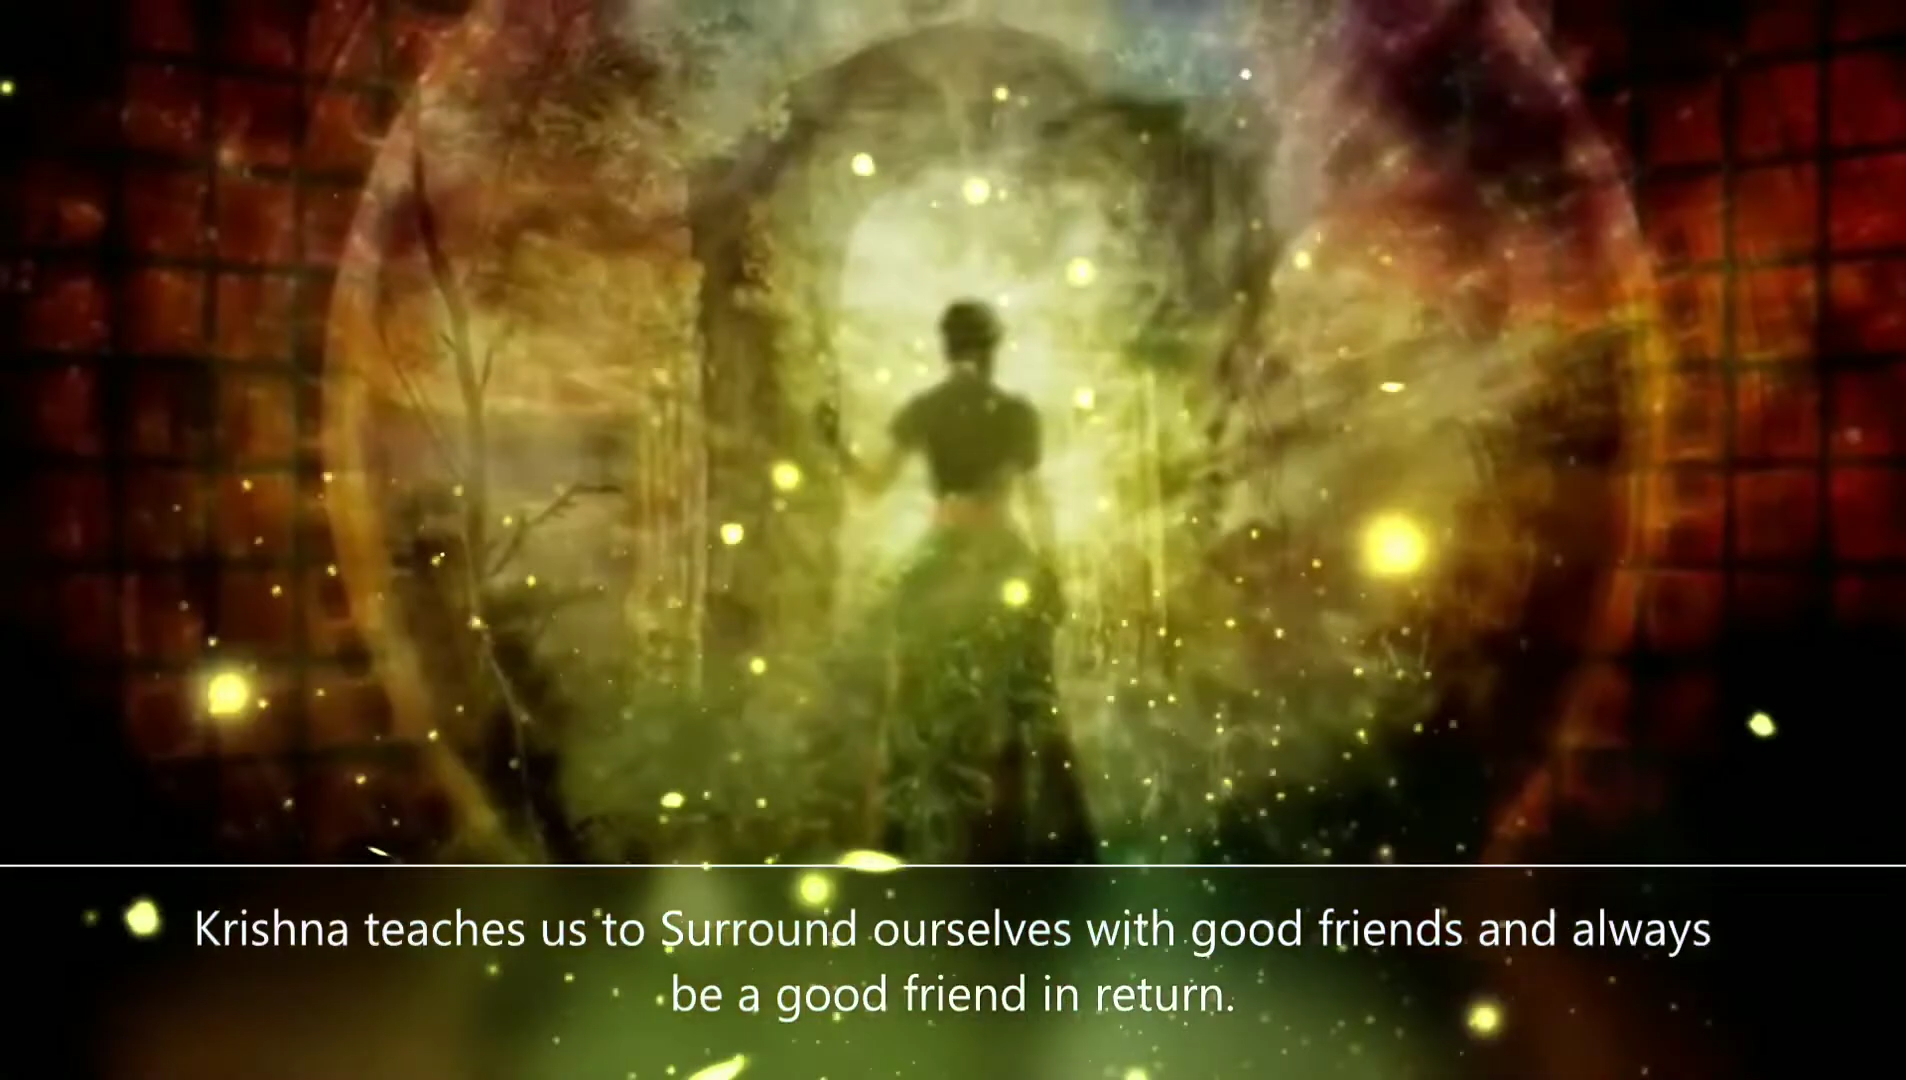 Krishna teaches us to Surround ourselves with good friends and always
be a good friend in return.